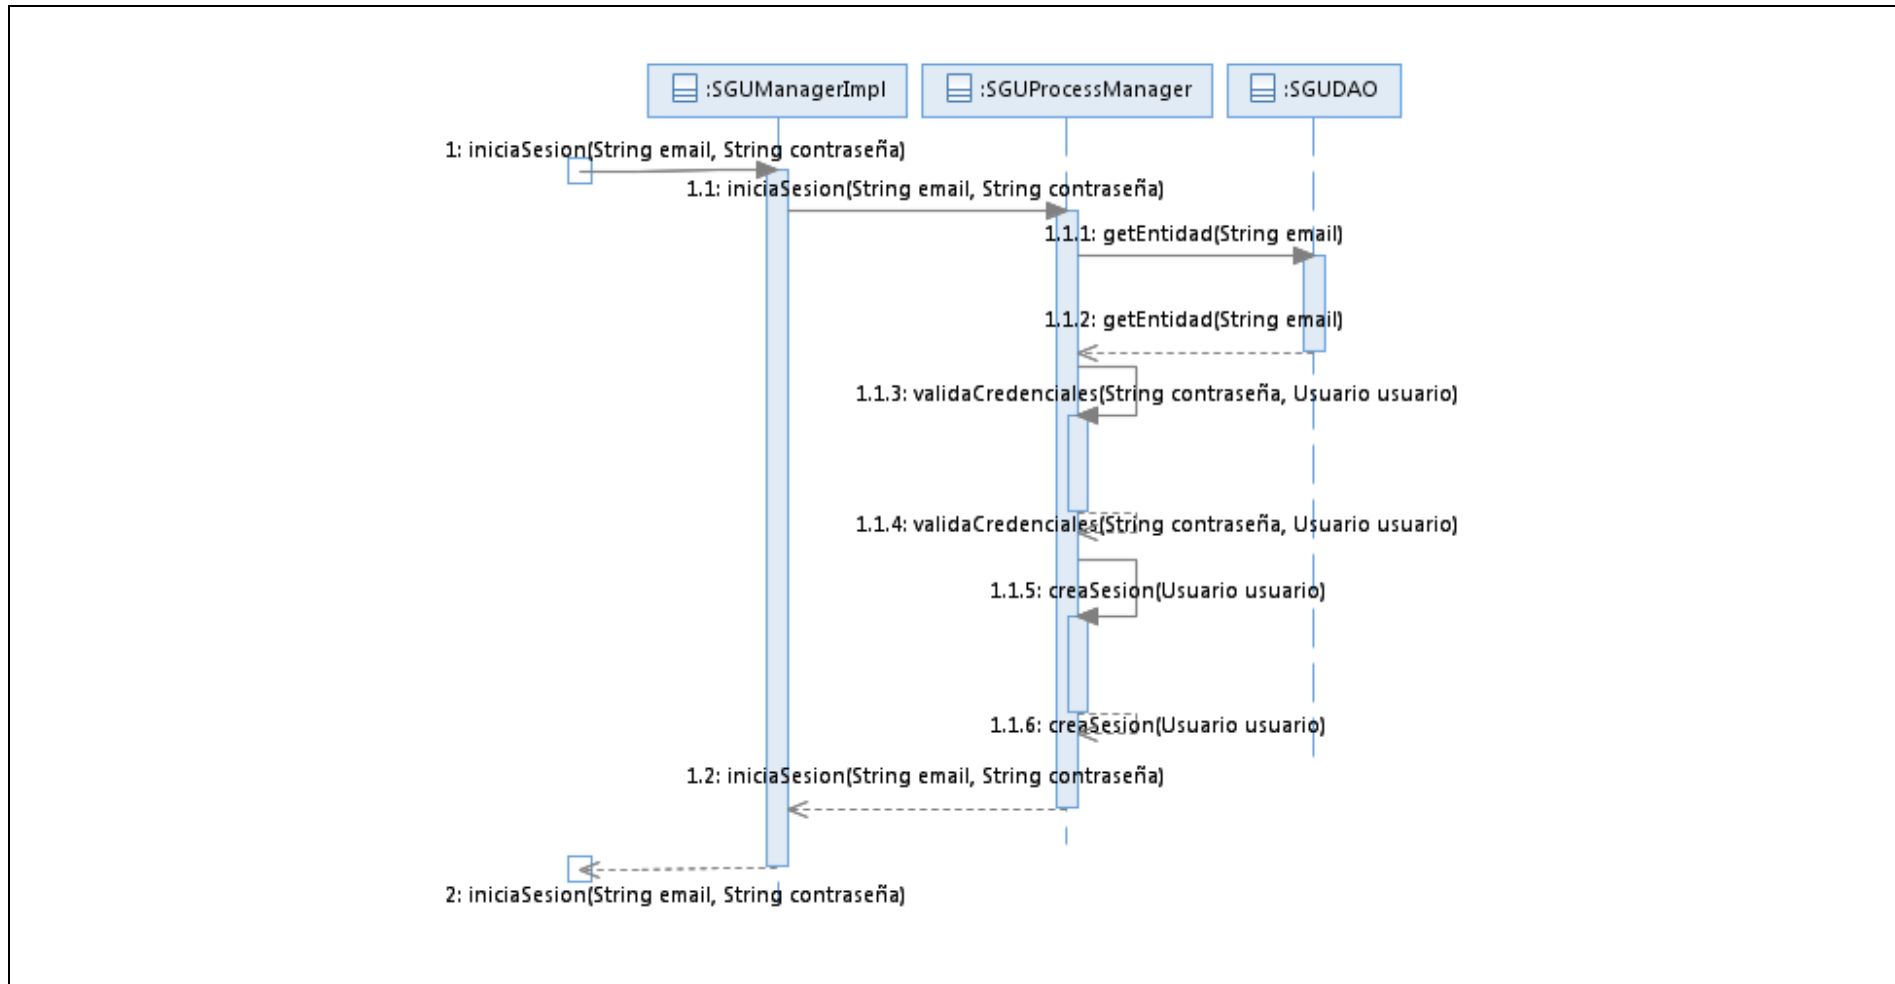 :SGUManagerImpl
:SGUProcessManager
:SGUDAO
1: iniciaSesion(String email, String contraseña)
1.1: iniciaSesion(String email, String contraseña)
1.1.1: getEntidad(String email)
1.1.2: getEntidad(String email)
1.1.3: validaCredenciales(String contraseña, Usuario usuario)
1.1.4: validaCredenciales(String contraseña, Usuario usuario)
1.1.5: creaSesion(Usuario usuario)
1.1.6: creaSesion(Usuario usuario)
1.2: iniciaSesion(String email, String contraseña)
2: iniciaSesion(String email, String contraseña)